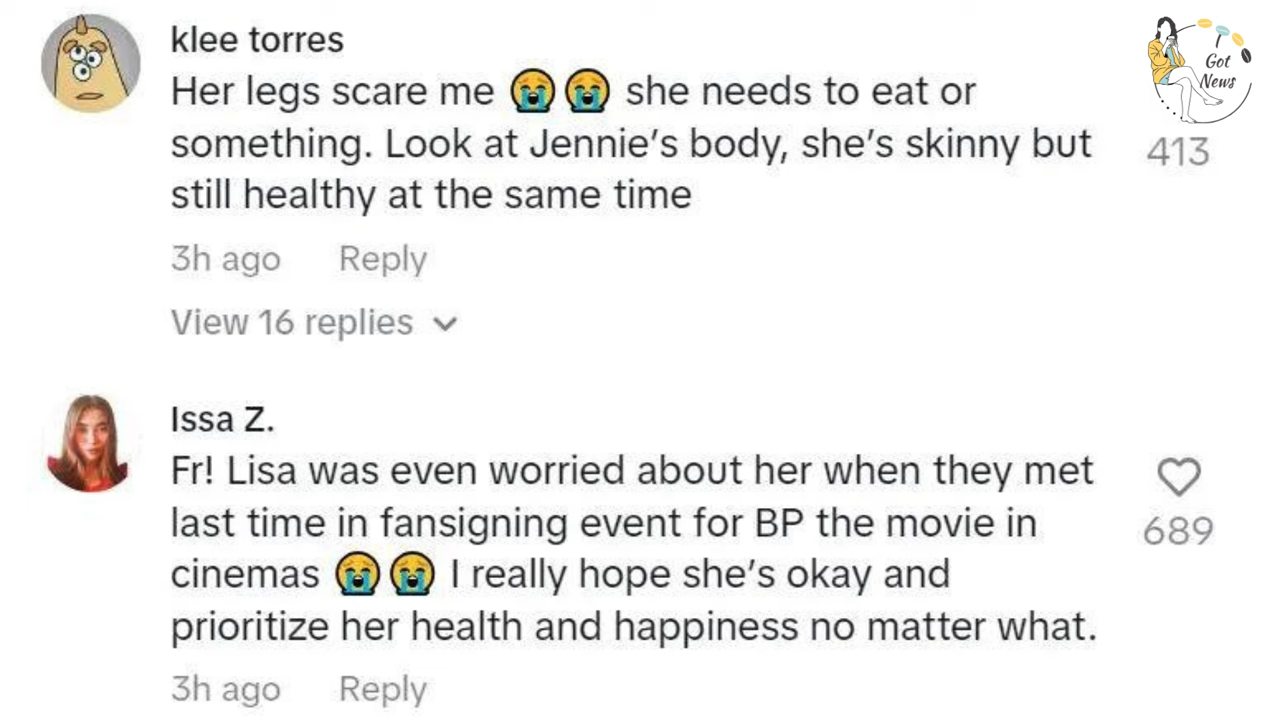 klee torres
Her legs scare me 😭😭 she needs to eat or
something. Look at Jennie’s body, she’s skinny but
still healthy at the same time
3h ago Reply
View 16 replies
I
Got
News
413
Issa Z.
Fr! Lisa was even worried about her when they met
last time in fansigning event for BP the movie in
cinemas 😭😭 I really hope she’s okay and
prioritize her health and happiness no matter what.
689
3h ago Reply